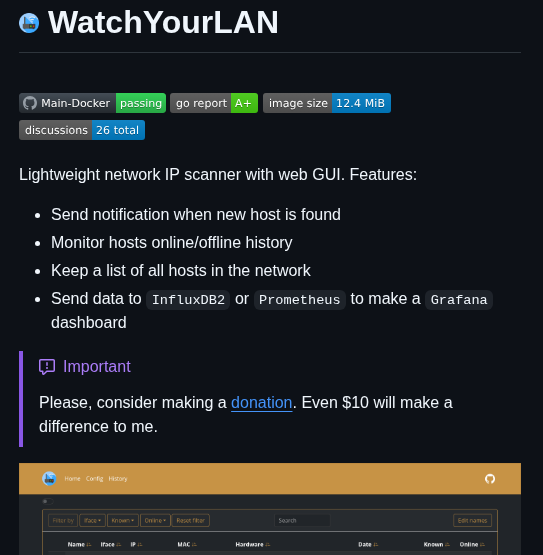 WatchYourLAN
Main-Docker passing go report A+ image size 12.4 MiB
discussions 26 total
Lightweight network IP scanner with web GUI. Features:
Send notification when new host is found
Monitor hosts online/offline history
Keep a list of all hosts in the network
Send data to InfluxDB2 or Prometheus to make a Grafana
dashboard
Important
Please, consider making a donation. Even $10 will make a
difference to me.
Home Config History
Filter by Iface Known Online Reset filter Search Edit names
Name Iface IP MAC Hardware Date Known Online